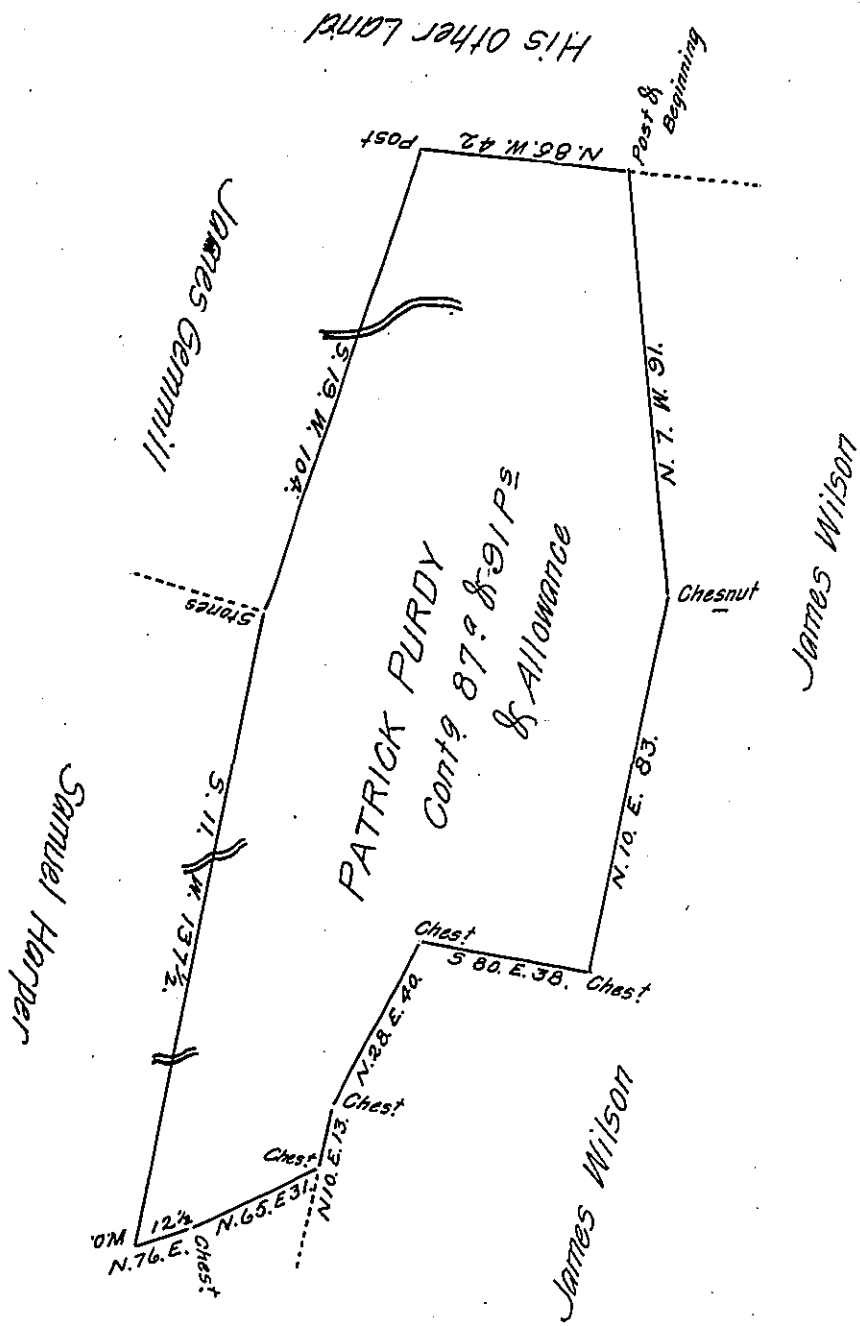 His Other Land
Post &
Beginning
N. 85. W. 42
Post
James Gemmill
S. 19. W. 104.
N. 7. W. 91.
James Wilson
Chesnut
Stones
PATRICK PURDY
Contg. 87.a & 91 Ps
& Allowance
N. 10. E. 83.
Samuel Harper
S. 11. W. 137½.
Chest
S 80. E. 38.
Chest
N. 28. E. 40.
Chest
N 10. E. 13.
Chest
N. 65. E 31.
James Wilson
W.O.
12½
N. 76. E.
Chest